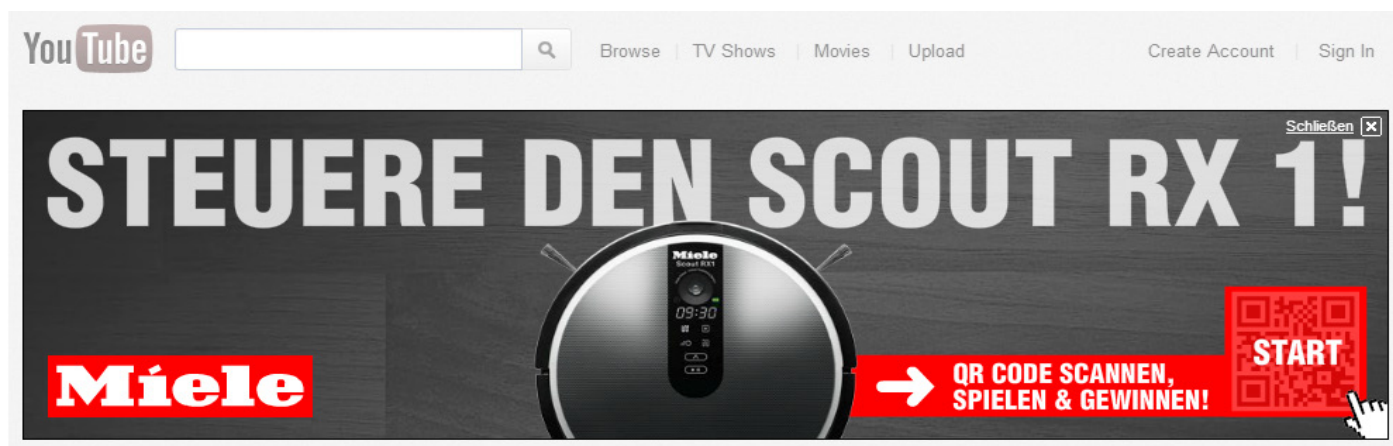 YouTube
Browse
TV Shows
Movies
Upload
Create Account
Sign In
Schließen
STEUERE DEN SCOUT RX 1!
Miele
Scout RX1
09:30
Miele
QR CODE SCANNEN,
SPIELEN & GEWINNEN!
START